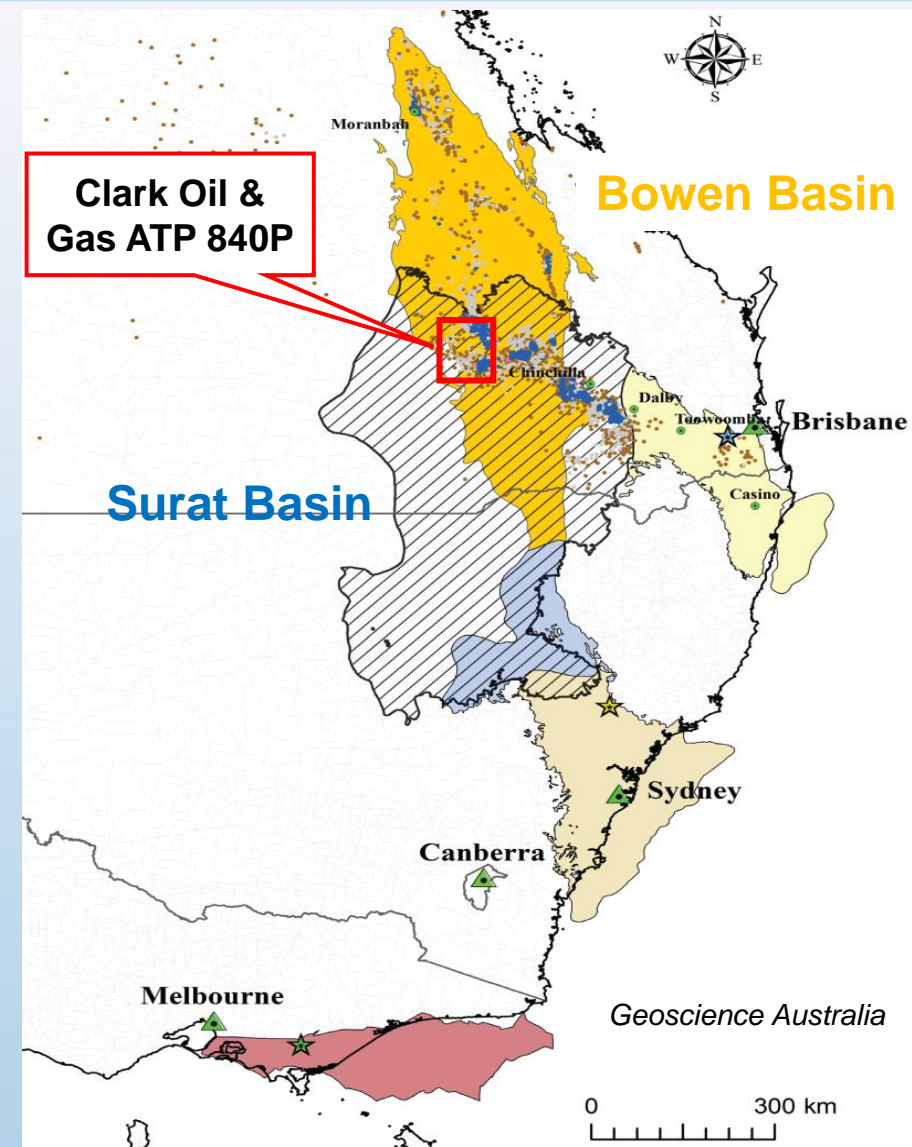 N
W E
S
Moranbah
Clark Oil &
Gas ATP 840P
Bowen Basin
Chinchilla
Dalby
Toowoomba
Brisbane
Surat Basin
Casino
Sydney
Canberra
Melbourne
Geoscience Australia
0 300 km